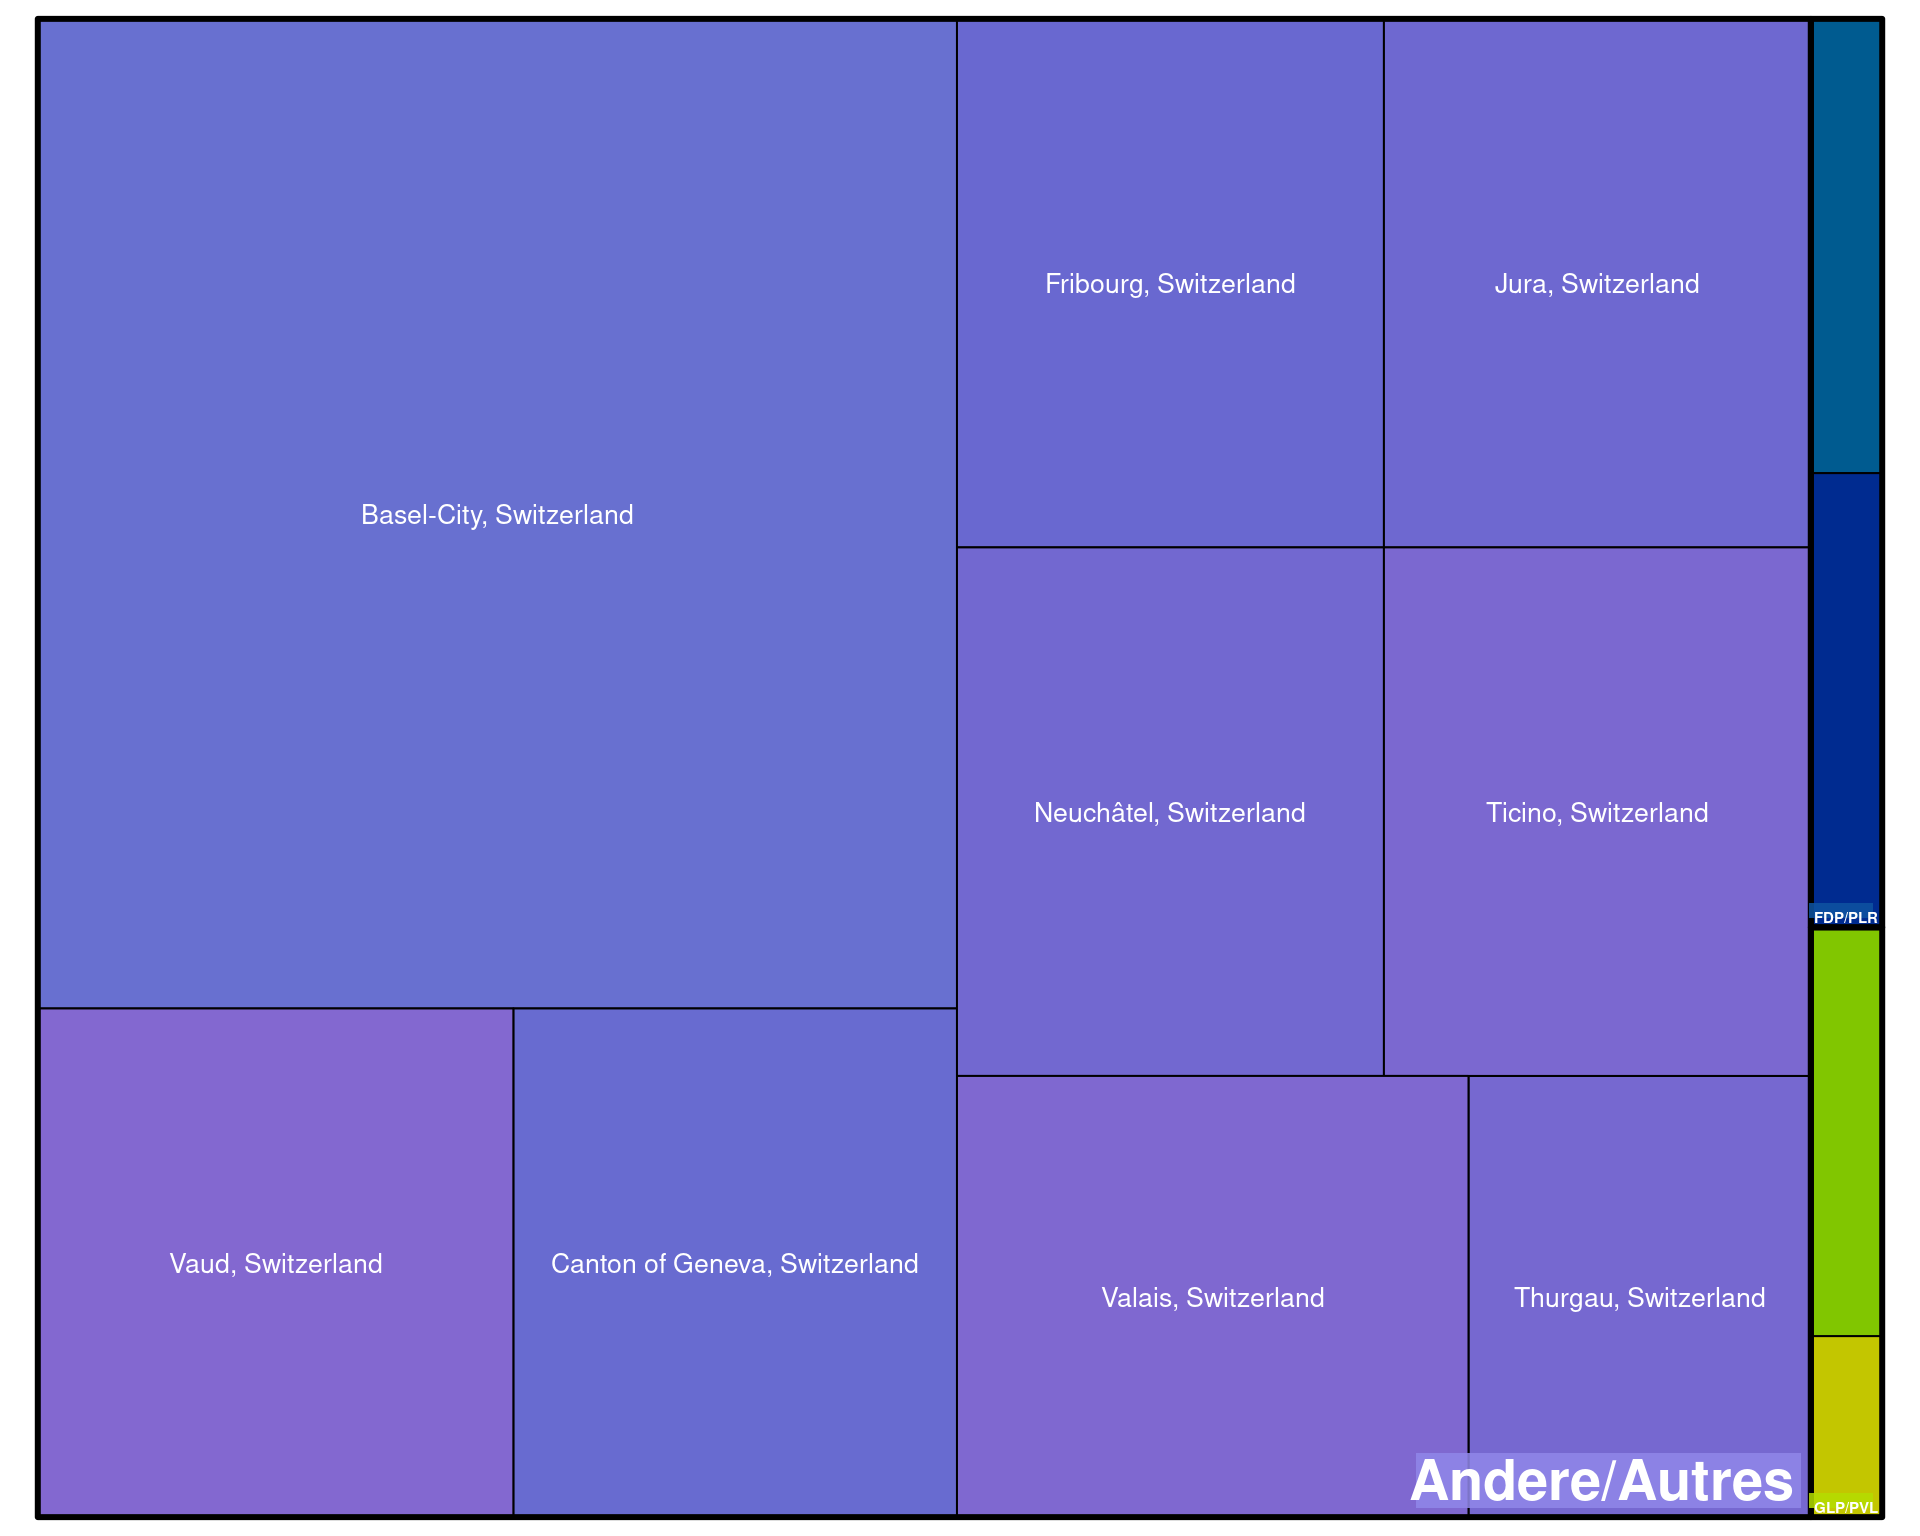 Basel-City, Switzerland
Fribourg, Switzerland
Jura, Switzerland
Neuchâtel, Switzerland
Ticino, Switzerland
FDP/PLR
Vaud, Switzerland
Canton of Geneva, Switzerland
Valais, Switzerland
Thurgau, Switzerland
Andere/Autres
GLP/PVL